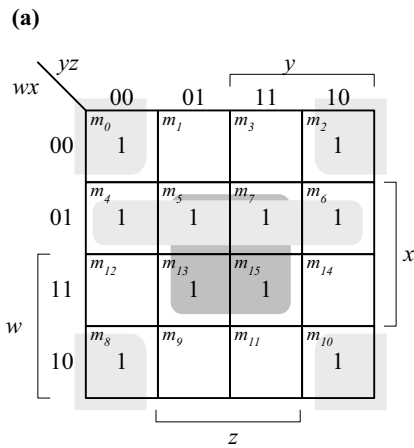 (a)
yz
wx
y
00 01 11 10
00 m0 1 m1 m3 m2 1
01 m4 1 m5 1 m7 1 m6 1
x
11 m12 m13 1 m15 1 m14
w
10 m8 1 m9 m11 m10 1
z